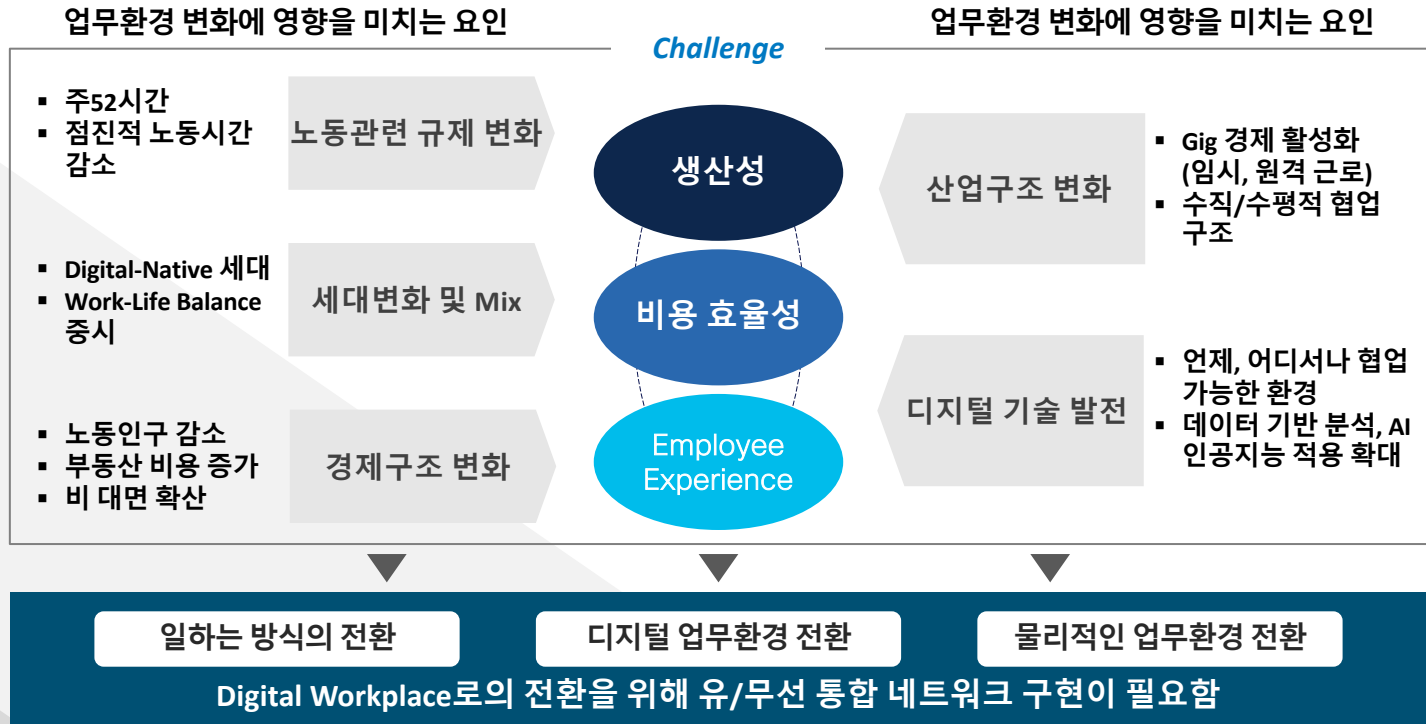 업무환경 변화에 영향을 미치는 요인
업무환경 변화에 영향을 미치는 요인
Challenge
▪ 주52시간
▪ 점진적 노동시간
감소
노동관련 규제 변화
▪ Digital-Native 세대
▪ Work-Life Balance
중시
세대변화 및 Mix
▪ 노동인구 감소
▪ 부동산 비용 증가
▪ 비 대면 확산
경제구조 변화
생산성
비용 효율성
Employee
Experience
산업구조 변화
▪ Gig 경제 활성화
(임시, 원격 근로)
▪ 수직/수평적 협업
구조
디지털 기술 발전
▪ 언제, 어디서나 협업
가능한 환경
▪ 데이터 기반 분석, AI
인공지능 적용 확대
일하는 방식의 전환
디지털 업무환경 전환
물리적인 업무환경 전환
Digital Workplace로의 전환을 위해 유/무선 통합 네트워크 구현이 필요함